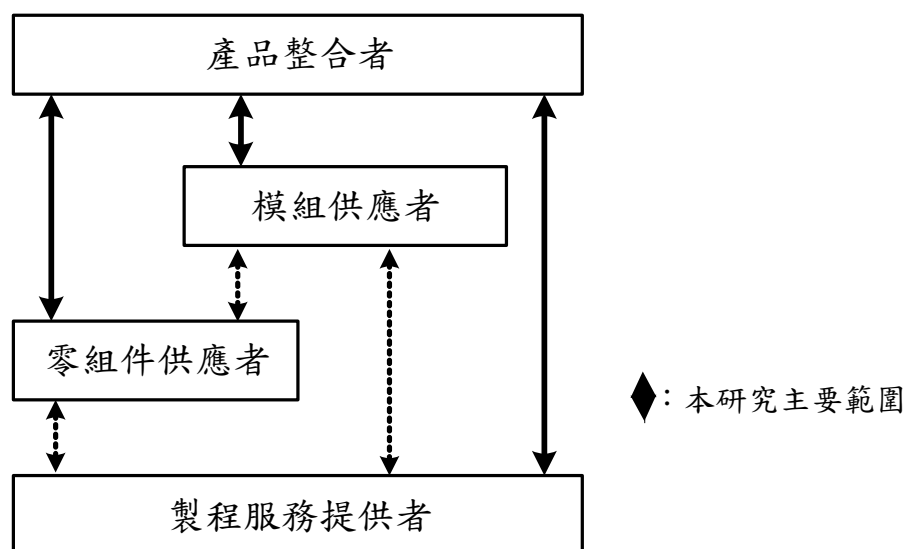 產品整合者
模組供應者
零組件供應者
：本研究主要範圍
製程服務提供者